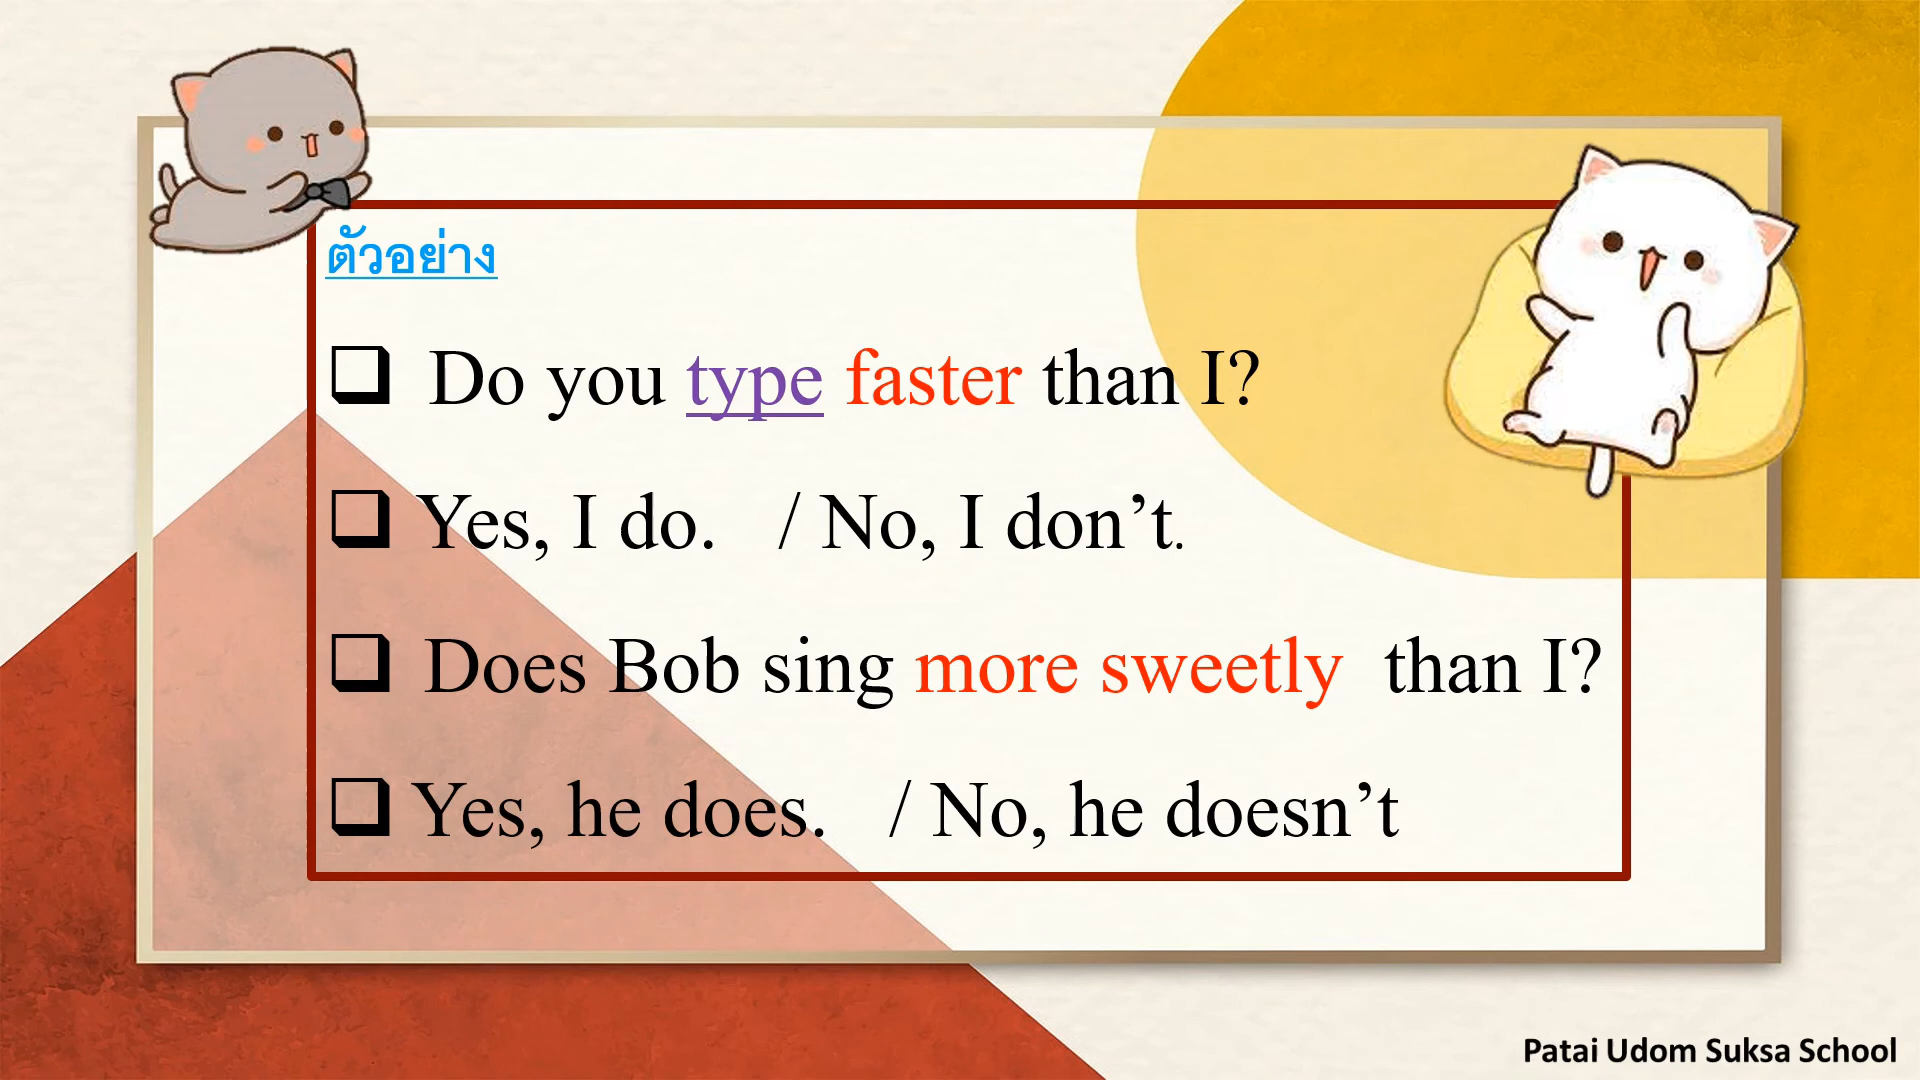 ตัวอย่าง
❑ Do you type faster than I?
❑ Yes, I do. / No, I don’t.
❑ Does Bob sing more sweetly than I?
❑ Yes, he does. / No, he doesn’t
Patai Udom Suksa School